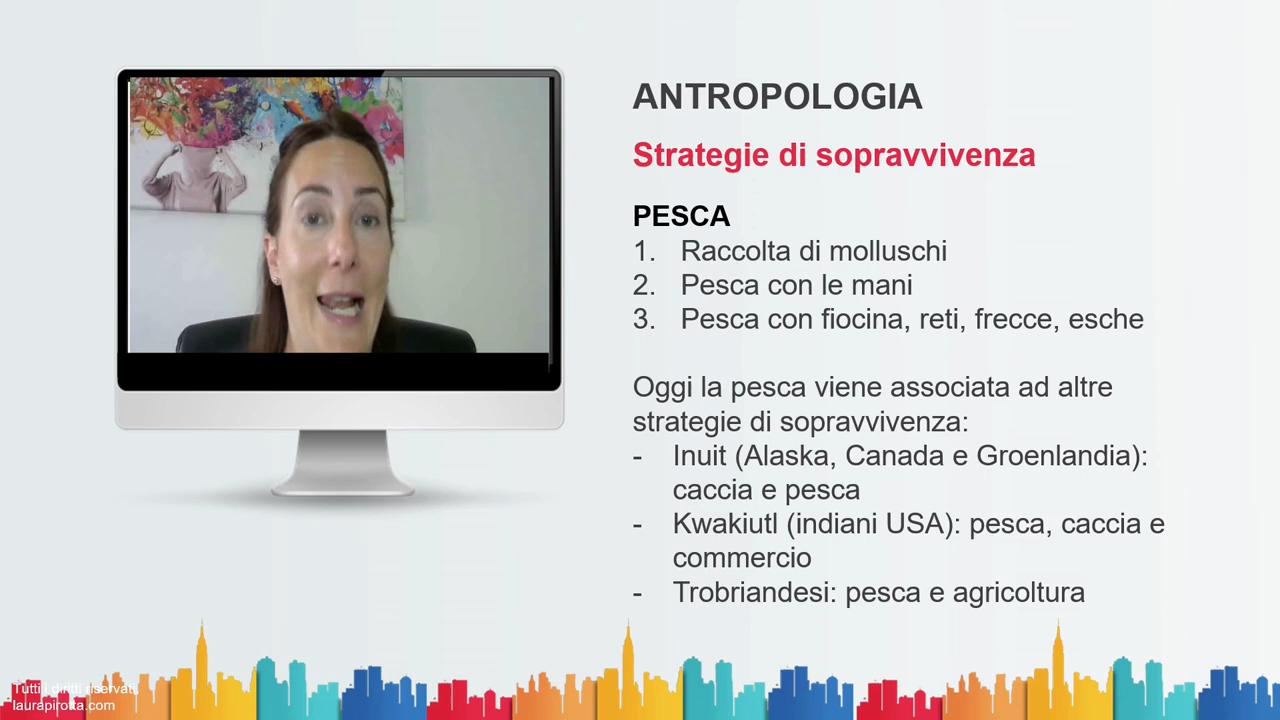 ANTROPOLOGIA
Strategie di sopravvivenza
PESCA
1. Raccolta di molluschi
2. Pesca con le mani
3. Pesca con fiocina, reti, frecce, esche
Oggi la pesca viene associata ad altre
strategie di sopravvivenza:
- Inuit (Alaska, Canada e Groenlandia):
caccia e pesca
- Kwakiutl (indiani USA): pesca, caccia e
commercio
- Trobriandesi: pesca e agricoltura
Tutti i diritti riservati
laurapirotta.com